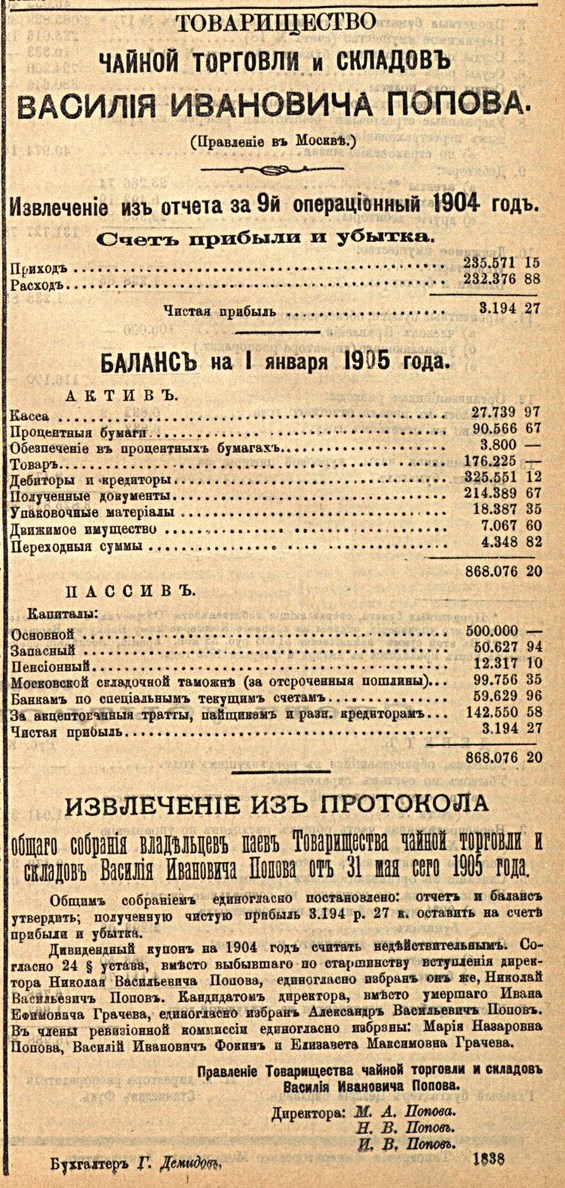 ТОВАРИЩЕСТВО
ЧАЙНОЙ ТОРГОВЛИ и СКЛАДОВЪ
ВАСИЛІЯ ИВАНОВИЧА ПОПОВА.
(Правленіе въ Москвѣ.)
Извлеченіе изъ отчета за 9й операціонный 1904 годъ.
Счетъ прибыли и убытка.
Приходъ 235.571 15
Расходъ 232.376 88
Чистая прибыль 3.194 27
БАЛАНСЪ на 1 января 1905 года.
АКТИВЪ.
Касса 27.739 97
Процентныя бумаги 90.566 67
Обезпеченіе въ процентныхъ бумагахъ 3.800 —
Товаръ 176.225 —
Дебиторы и кредиторы 325.551 12
Полученные документы 214.389 67
Упаковочные матеріалы 18.387 35
Движимое имущество 7.067 60
Переходныя суммы 4.348 82
868.076 20
ПАССИВЪ.
Капиталы:
Основной 500.000 —
Запасный 50.627 94
Пенсіонный 12.317 10
Московской складочной таможнѣ (за отсроченныя пошлины) 99.756 35
Банкамъ по спеціальнымъ текущимъ счетамъ 59.629 96
За акцептованныя тратты, пайщикамъ и разн. кредиторамъ 142.550 58
Чистая прибыль 3.194 27
868.076 20
ИЗВЛЕЧЕНІЕ ИЗЪ ПРОТОКОЛА
общаго собранія владѣльцевъ паевъ Товарищества чайной торговли и
складовъ Василія Ивановича Попова отъ 31 мая сего 1905 года.
Общимъ собраніемъ единогласно постановлено: отчетъ и балансъ
утвердить; полученную чистую прибыль 3.194 р. 27 к. оставить на счетѣ
прибыли и убытка.
Дивидендный купонъ на 1904 годъ считать недѣйствительнымъ. Со-
гласно 24 § устава, вмѣсто выбывшаго по старшинству вступленія дирек-
тора Николая Васильевича Попова, единогласно избранъ онъ же, Николай
Васильевичъ Поповъ. Кандидатомъ директора, вмѣсто умершаго Ивана
Ефимовича Грачева, единогласно избранъ Александръ Васильевичъ Поповъ.
Въ члены ревизіонной комиссіи единогласно избраны: Марія Назаровна
Попова, Василій Ивановичъ Фокинъ и Елизавета Максимовна Грачева.
Правленіе Товарищества чайной торговли и складовъ
Василія Ивановича Попова.
Директора: М. А. Попова.
Н. В. Поповъ.
И. В. Поповъ.
Бухгалтеръ Г. Демидовъ. 1838